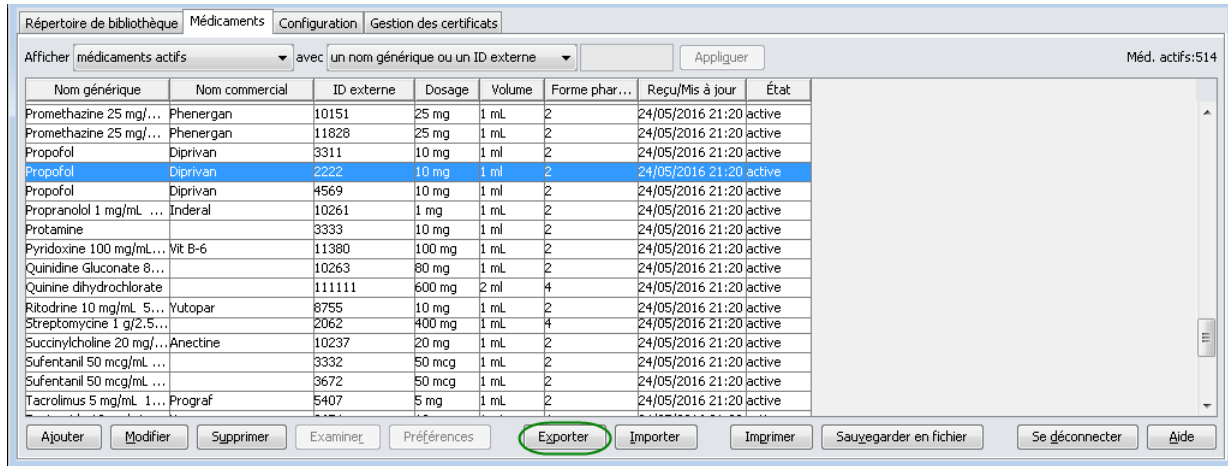 Répertoire de bibliothèque Médicaments Configuration Gestion des certificats
Afficher médicaments actifs avec un nom générique ou un ID externe Appliquer Méd. actifs:514
Nom générique Nom commercial ID externe Dosage Volume Forme phar... Reçu/Mis à jour État
Promethazine 25 mg/... Phenergan 10151 25 mg 1 mL 2 24/05/2016 21:20 active
Promethazine 25 mg/... Phenergan 11828 25 mg 1 mL 2 24/05/2016 21:20 active
Propofol Diprivan 3311 10 mg 1 ml 2 24/05/2016 21:20 active
Propofol Diprivan 2222 10 mg 1 ml 2 24/05/2016 21:20 active
Propofol Diprivan 4569 10 mg 1 ml 2 24/05/2016 21:20 active
Propranolol 1 mg/mL ... Inderal 10261 1 mg 1 mL 2 24/05/2016 21:20 active
Protamine 3333 10 mg 1 ml 2 24/05/2016 21:20 active
Pyridoxine 100 mg/mL... Vit B-6 11380 100 mg 1 mL 2 24/05/2016 21:20 active
Quinidine Gluconate 8... 10263 80 mg 1 mL 2 24/05/2016 21:20 active
Quinine dihydrochlorate 111111 600 mg 2 ml 4 24/05/2016 21:20 active
Ritodrine 10 mg/mL 5... Yutopar 8755 10 mg 1 mL 2 24/05/2016 21:20 active
Streptomycine 1 g/2.5... 2062 400 mg 1 mL 4 24/05/2016 21:20 active
Succinylcholine 20 mg/... Anectine 10237 20 mg 1 mL 2 24/05/2016 21:20 active
Sufentanil 50 mcg/mL ... 3332 50 mcg 1 mL 2 24/05/2016 21:20 active
Sufentanil 50 mcg/mL ... 3672 50 mcg 1 mL 2 24/05/2016 21:20 active
Tacrolimus 5 mg/mL 1... Prograf 5407 5 mg 1 mL 2 24/05/2016 21:20 active
Ajouter Modifier Supprimer Examiner Préférences Exporter Importer Imprimer Sauvegarder en fichier Se déconnecter Aide